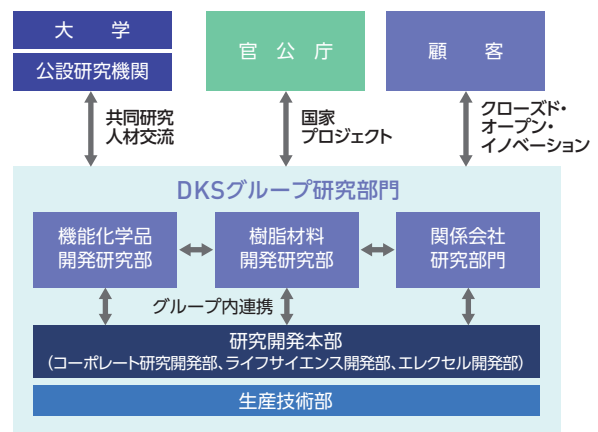 大　学
公設研究機関
官　公　庁
顧　客
共同研究
人材交流
国家
プロジェクト
クローズド・
オープン・
イノベーション
DKSグループ研究部門
機能化学品
開発研究部
樹脂材料
開発研究部
関係会社
研究部門
グループ内連携
研究開発本部
（コーポレート研究開発部、ライフサイエンス開発部、エレクセル開発部）
生産技術部